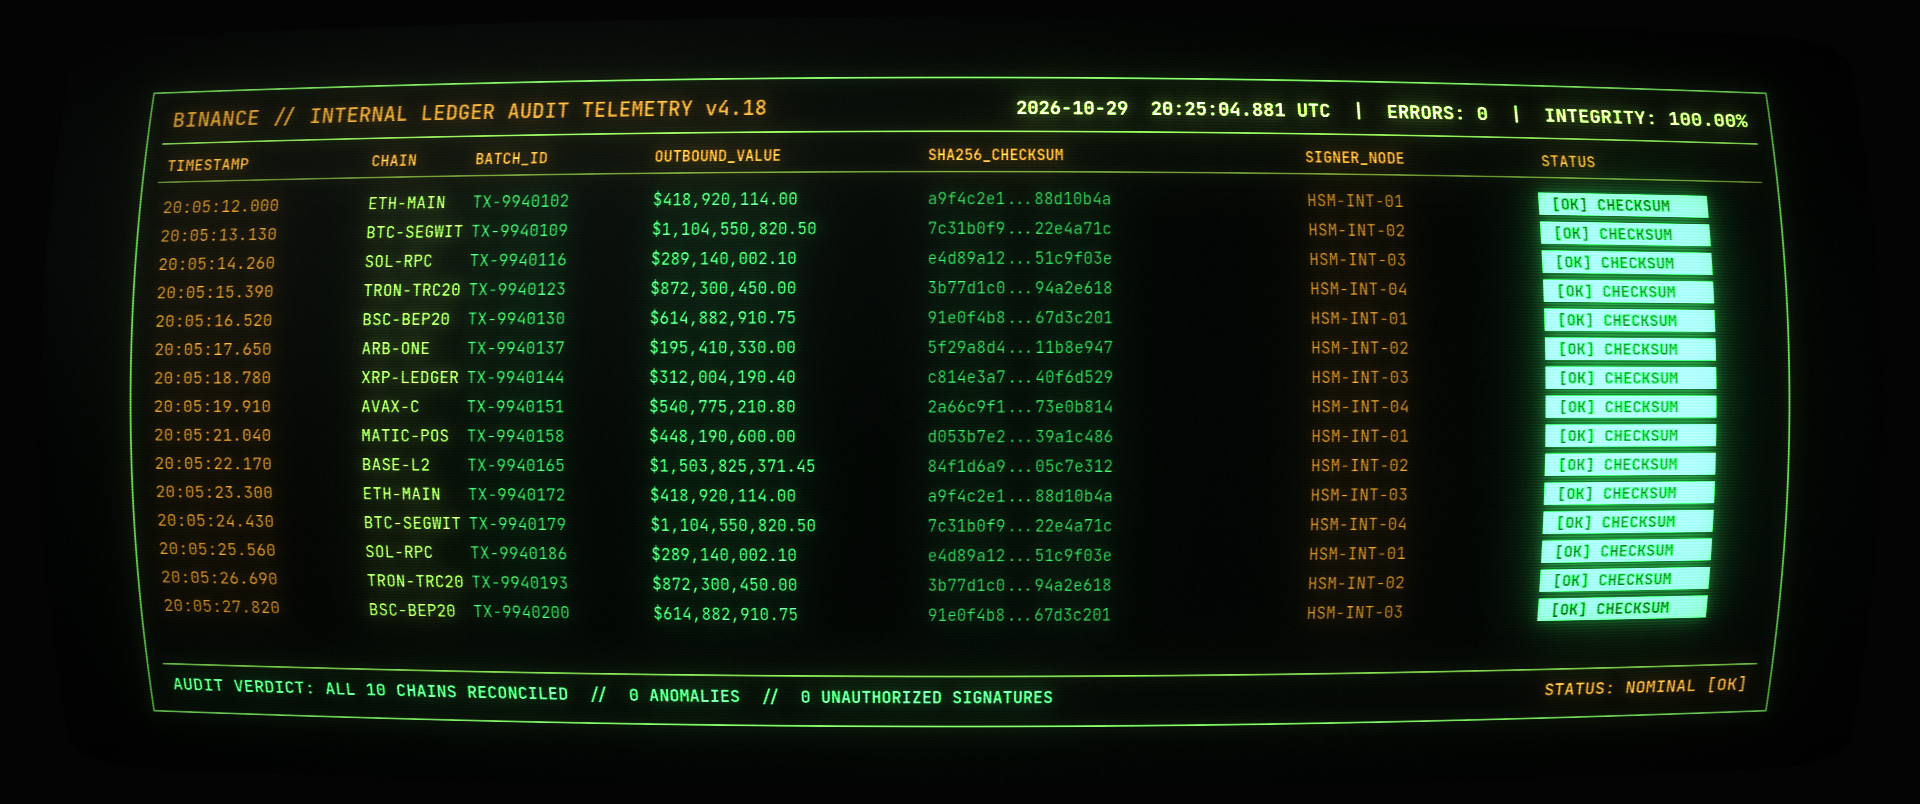 BINANCE // INTERNAL LEDGER AUDIT TELEMETRY v4.18 2026-10-29 20:25:04.881 UTC | ERRORS: 0 | INTEGRITY: 100.00%
TIMESTAMP CHAIN BATCH_ID OUTBOUND_VALUE SHA256_CHECKSUM SIGNER_NODE STATUS
20:05:12.000 ETH-MAIN TX-9940102 $418,920,114.00 a9f4c2e1...88d10b4a HSM-INT-01 [OK] CHECKSUM
20:05:13.130 BTC-SEGWIT TX-9940109 $1,104,550,820.50 7c31b0f9...22e4a71c HSM-INT-02 [OK] CHECKSUM
20:05:14.260 SOL-RPC TX-9940116 $289,140,002.10 e4d89a12...51c9f03e HSM-INT-03 [OK] CHECKSUM
20:05:15.390 TRON-TRC20 TX-9940123 $872,300,450.00 3b77d1c0...94a2e618 HSM-INT-04 [OK] CHECKSUM
20:05:16.520 BSC-BEP20 TX-9940130 $614,882,910.75 91e0f4b8...67d3c201 HSM-INT-01 [OK] CHECKSUM
20:05:17.650 ARB-ONE TX-9940137 $195,410,330.00 5f29a8d4...11b8e947 HSM-INT-02 [OK] CHECKSUM
20:05:18.780 XRP-LEDGER TX-9940144 $312,004,190.40 c814e3a7...40f6d529 HSM-INT-03 [OK] CHECKSUM
20:05:19.910 AVAX-C TX-9940151 $540,775,210.80 2a66c9f1...73e0b814 HSM-INT-04 [OK] CHECKSUM
20:05:21.040 MATIC-POS TX-9940158 $448,190,600.00 d053b7e2...39a1c486 HSM-INT-01 [OK] CHECKSUM
20:05:22.170 BASE-L2 TX-9940165 $1,503,825,371.45 84f1d6a9...05c7e312 HSM-INT-02 [OK] CHECKSUM
20:05:23.300 ETH-MAIN TX-9940172 $418,920,114.00 a9f4c2e1...88d10b4a HSM-INT-03 [OK] CHECKSUM
20:05:24.430 BTC-SEGWIT TX-9940179 $1,104,550,820.50 7c31b0f9...22e4a71c HSM-INT-04 [OK] CHECKSUM
20:05:25.560 SOL-RPC TX-9940186 $289,140,002.10 e4d89a12...51c9f03e HSM-INT-01 [OK] CHECKSUM
20:05:26.690 TRON-TRC20 TX-9940193 $872,300,450.00 3b77d1c0...94a2e618 HSM-INT-02 [OK] CHECKSUM
20:05:27.820 BSC-BEP20 TX-9940200 $614,882,910.75 91e0f4b8...67d3c201 HSM-INT-03 [OK] CHECKSUM
AUDIT VERDICT: ALL 10 CHAINS RECONCILED // 0 ANOMALIES // 0 UNAUTHORIZED SIGNATURES STATUS: NOMINAL [OK]